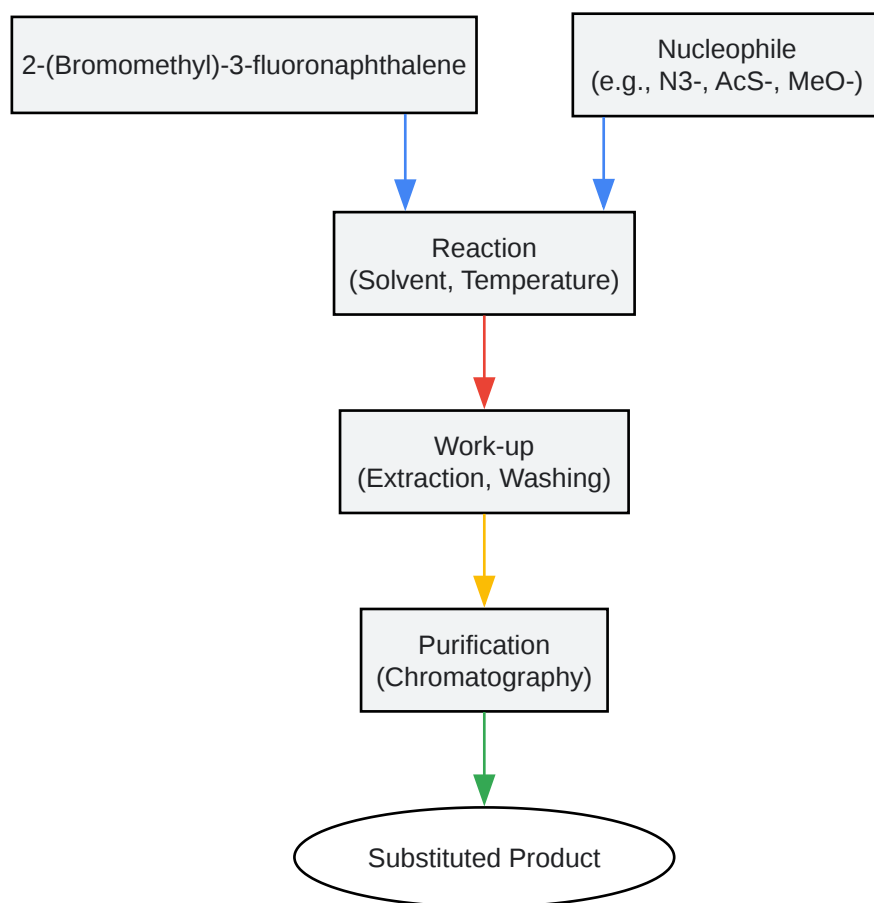 2-(Bromomethyl)-3-fluoronaphthalene
Nucleophile
(e.g., N3-, AcS-, MeO-)
Reaction
(Solvent, Temperature)
Work-up
(Extraction, Washing)
Purification
(Chromatography)
Substituted Product